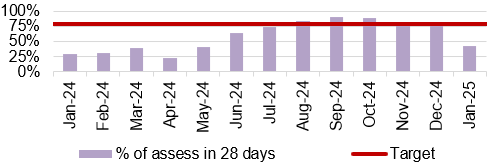 100%
75%
50%
25%
0%
Jan-24 Feb-24 Mar-24 Apr-24 May-24 Jun-24 Jul-24 Aug-24 Sep-24 Oct-24 Nov-24 Dec-24 Jan-25
% of assess in 28 days Target